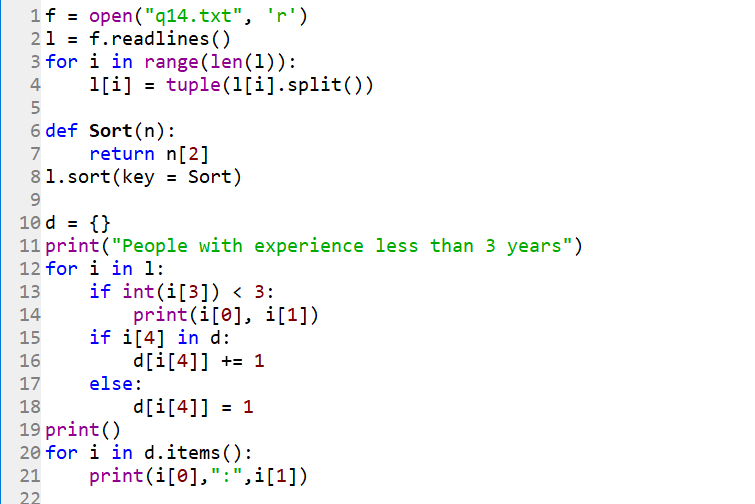 1 f = open("q14.txt", 'r')
2 l = f.readlines()
3 for i in range(len(l)):
4     l[i] = tuple(l[i].split())
5
6 def Sort(n):
7     return n[2]
8 l.sort(key = Sort)
9
10 d = {}
11 print("People with experience less than 3 years")
12 for i in l:
13     if int(i[3]) < 3:
14         print(i[0], i[1])
15     if i[4] in d:
16         d[i[4]] += 1
17     else:
18         d[i[4]] = 1
19 print()
20 for i in d.items():
21     print(i[0],":",i[1])
22